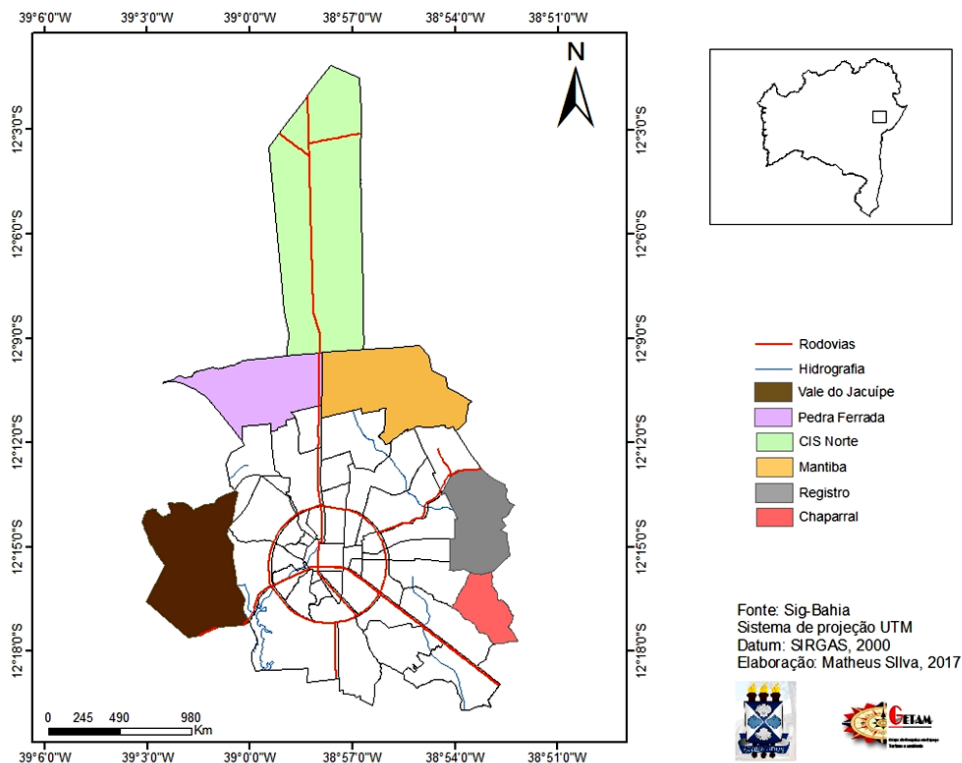 39°6'0"W 39°3'0"W 39°0'0"W 38°57'0"W 38°54'0"W 38°51'0"W
N
12°3'0"S 12°3'0"S
12°6'0"S 12°6'0"S
12°9'0"S 12°9'0"S
12°12'0"S 12°12'0"S
12°15'0"S 12°15'0"S
12°18'0"S 12°18'0"S
0 245 490 980
Km
39°6'0"W 39°3'0"W 39°0'0"W 38°57'0"W 38°54'0"W 38°51'0"W
Rodovias
Hidrografia
Vale do Jacuípe
Pedra Ferrada
CIS Norte
Mantiba
Registro
Chaparral
Fonte: Sig-Bahia
Sistema de projeção UTM
Datum: SIRGAS, 2000
Elaboração: Matheus SIlva, 2017
GETAM